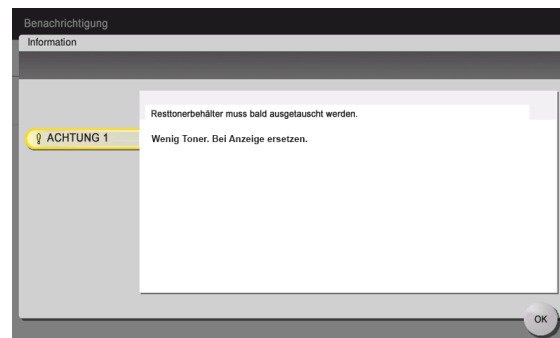 Benachrichtigung
Information
Resttonerbehälter muss bald ausgetauscht werden.
ACHTUNG 1
Wenig Toner. Bei Anzeige ersetzen.
OK